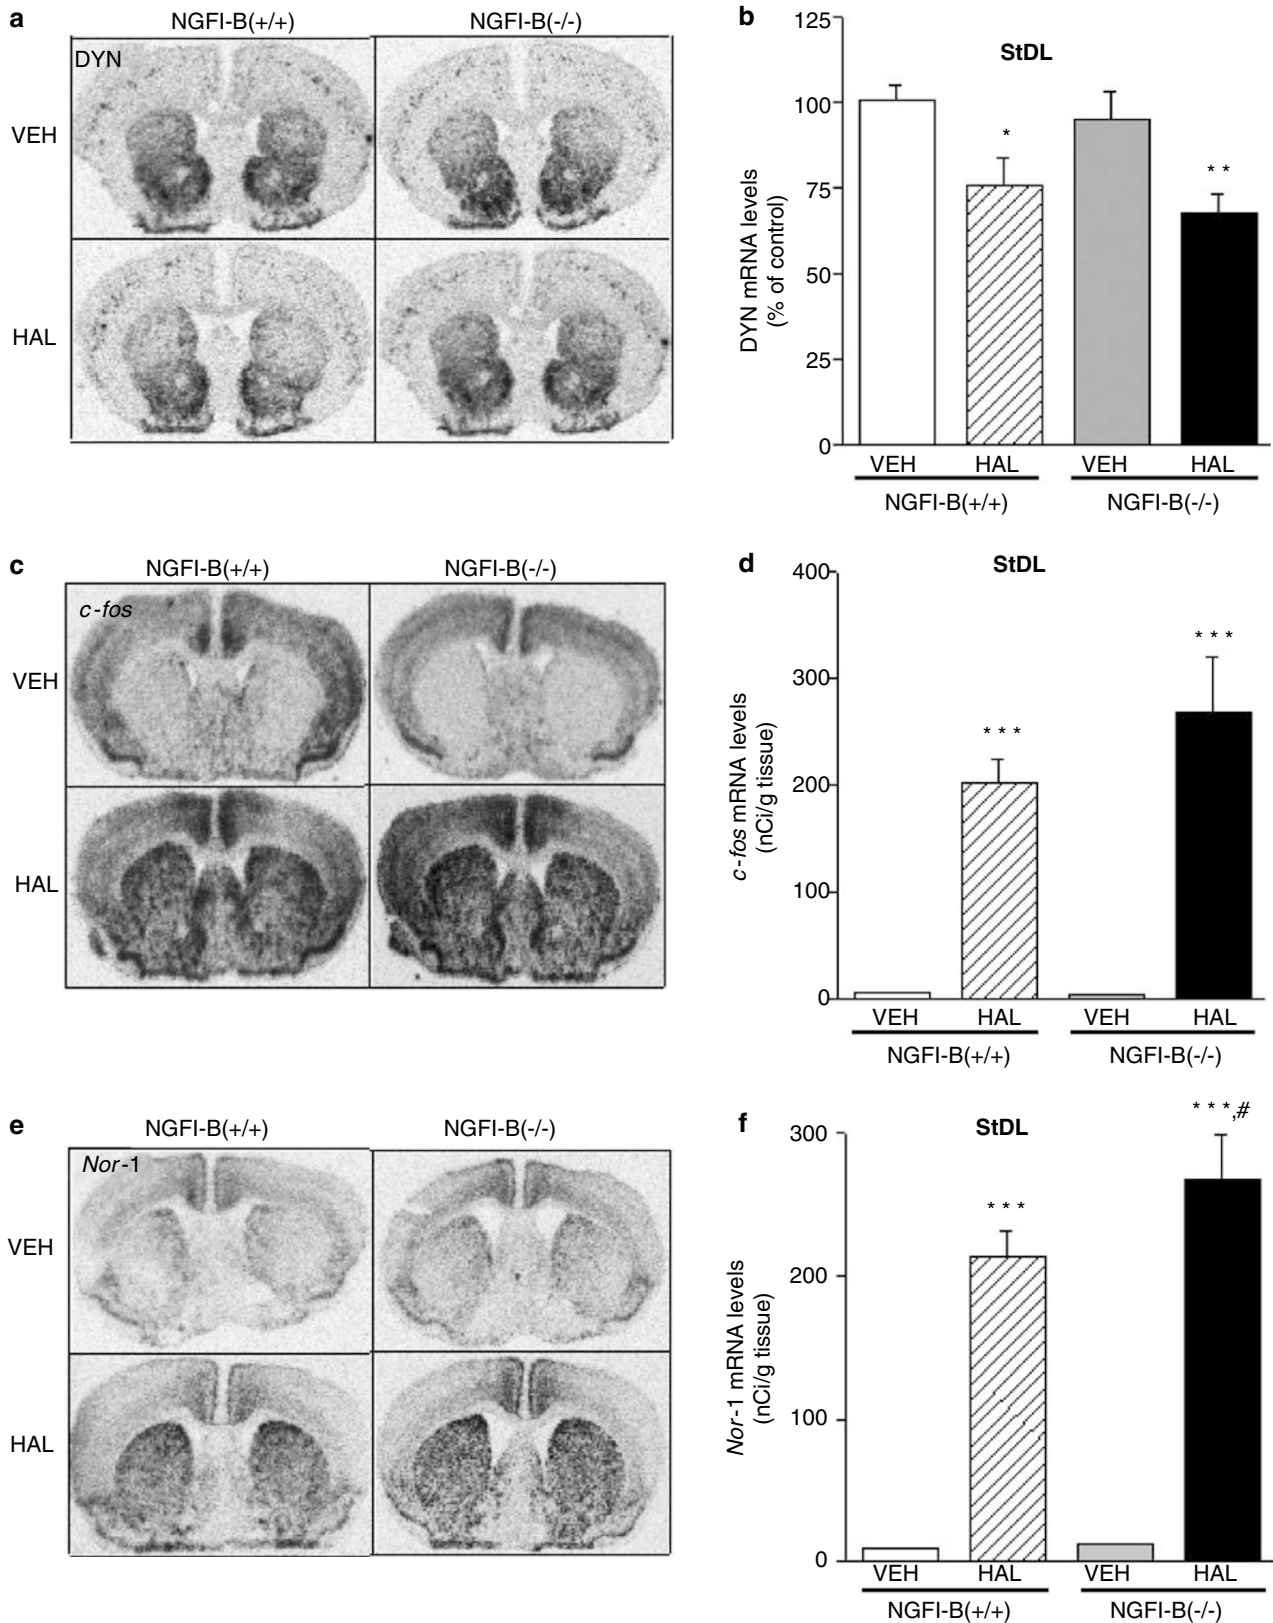 a
NGFI-B(+/+)
NGFI-B(-/-)
DYN
VEH
HAL
b
StDL
125
100
75
50
25
0
DYN mRNA levels
(% of control)
*
* *
VEH
HAL
VEH
HAL
NGFI-B(+/+)
NGFI-B(-/-)
c
NGFI-B(+/+)
NGFI-B(-/-)
c-fos
VEH
HAL
d
StDL
400
300
200
100
0
c-fos mRNA levels
(nCi/g tissue)
* * *
* * *
VEH
HAL
VEH
HAL
NGFI-B(+/+)
NGFI-B(-/-)
e
NGFI-B(+/+)
NGFI-B(-/-)
Nor-1
VEH
HAL
f
StDL
300
200
100
0
Nor-1 mRNA levels
(nCi/g tissue)
* * *
* * *,#
VEH
HAL
VEH
HAL
NGFI-B(+/+)
NGFI-B(-/-)